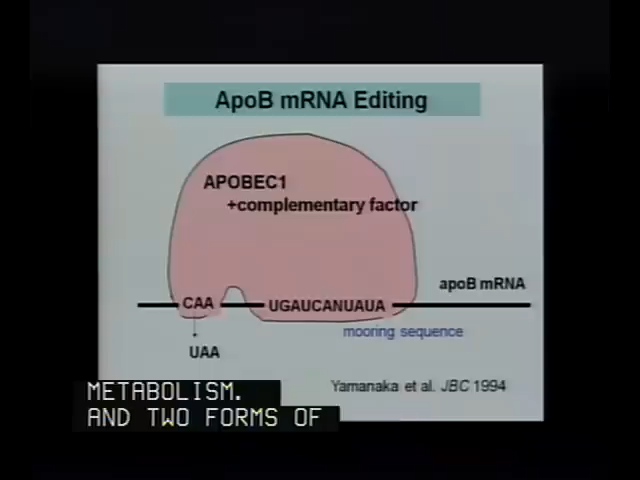 ApoB mRNA Editing
APOBEC1
+complementary factor
apoB mRNA
CAA
UGAUCANUAUA
mooring sequence
UAA
Yamanaka et al. JBC 1994
METABOLISM.
AND TWO FORMS OF